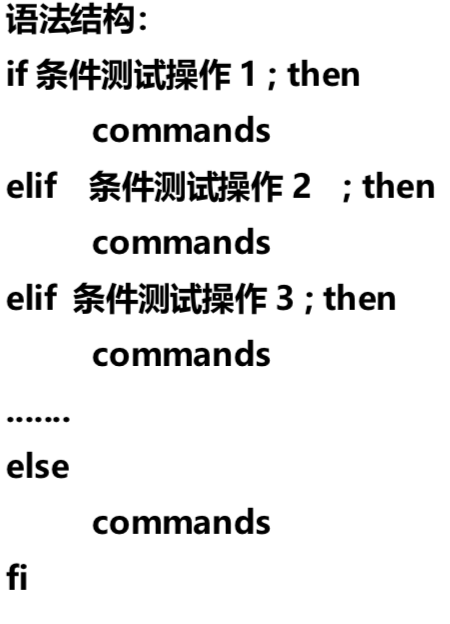 语法结构：
if 条件测试操作 1 ; then
commands
elif 条件测试操作 2 ; then
commands
elif 条件测试操作 3 ; then
commands
.......
else
commands
fi